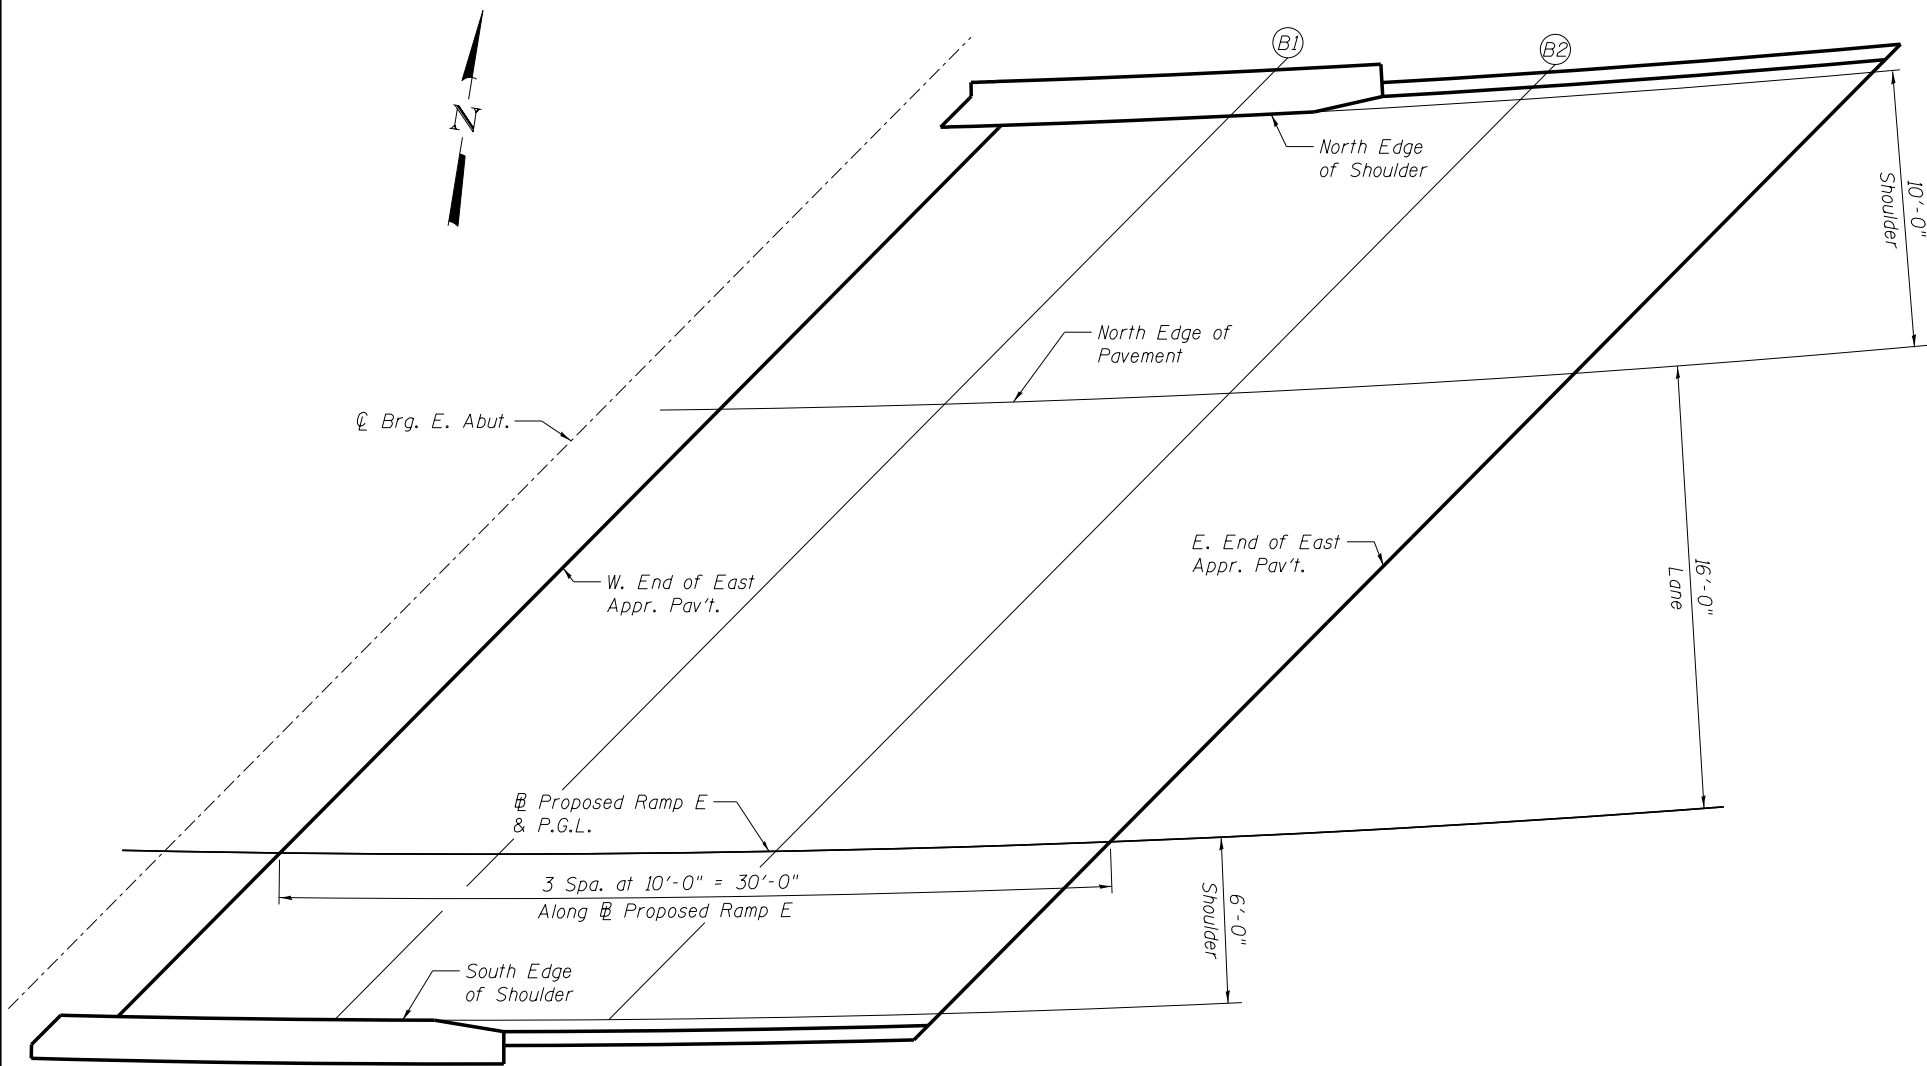 B1
B2
N
North Edge
of Shoulder
10'-0"
Shoulder
North Edge of
Pavement
℄ Brg. E. Abut.
E. End of East
Appr. Pav't.
16'-0"
Lane
W. End of East
Appr. Pav't.
B̵L Proposed Ramp E
& P.G.L.
3 Spa. at 10'-0" = 30'-0"
Along B̵L Proposed Ramp E
6'-0"
Shoulder
South Edge
of Shoulder